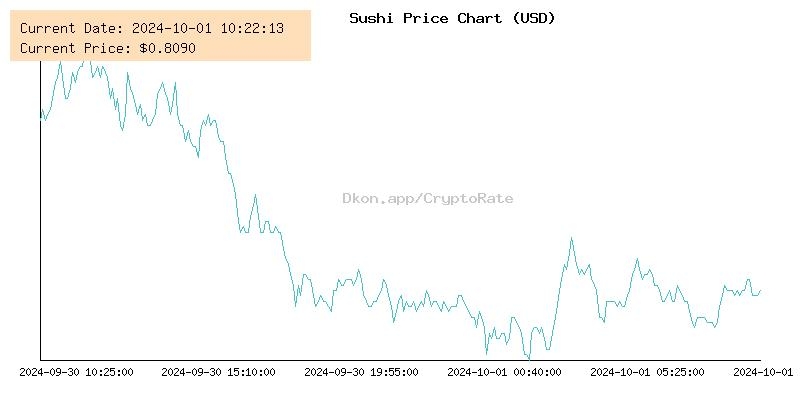 Sushi Price Chart (USD)
Current Date: 2024-10-01 10:22:13
Current Price: $0.8090
Dkon.app/CryptoRate
2024-09-30 10:25:00 2024-09-30 15:10:00 2024-09-30 19:55:00 2024-10-01 00:40:00 2024-10-01 05:25:00 2024-10-01